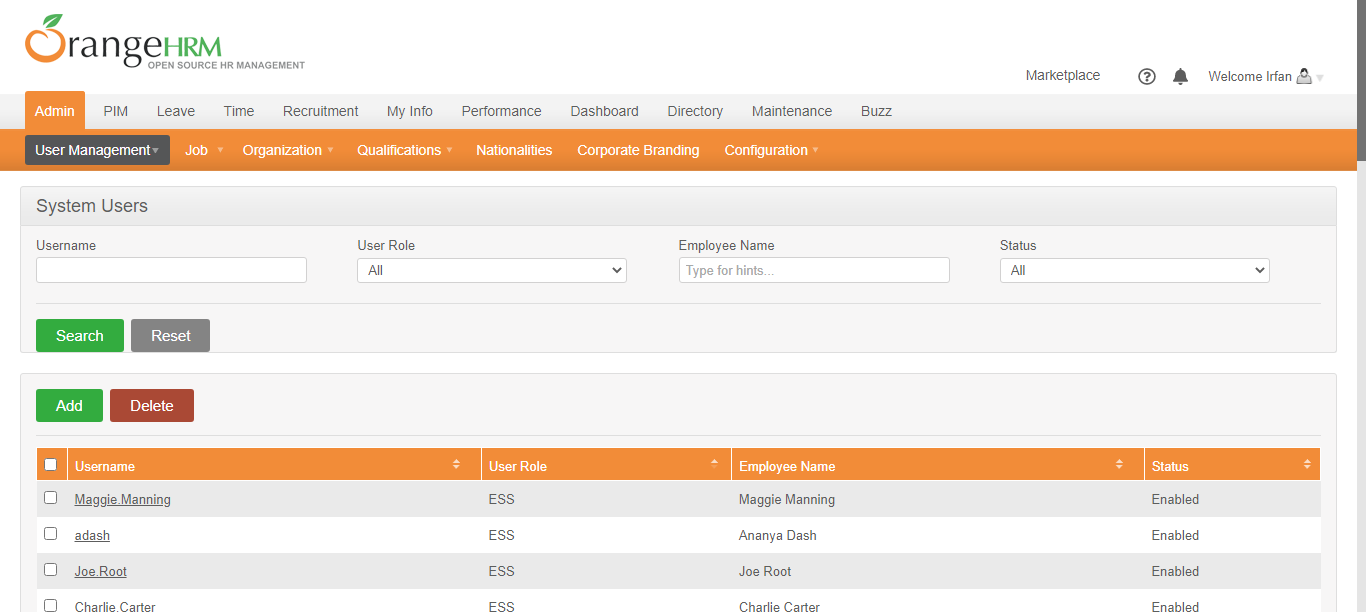 OrangeHRM
OPEN SOURCE HR MANAGEMENT
Marketplace ? Welcome Irfan
Admin PIM Leave Time Recruitment My Info Performance Dashboard Directory Maintenance Buzz
User Management Job Organization Qualifications Nationalities Corporate Branding Configuration
System Users
Username User Role Employee Name Status
All Type for hints... All
Search Reset
Add Delete
Username User Role Employee Name Status
Maggie.Manning ESS Maggie Manning Enabled
adash ESS Ananya Dash Enabled
Joe.Root ESS Joe Root Enabled
Charlie.Carter ESS Charlie Carter Enabled